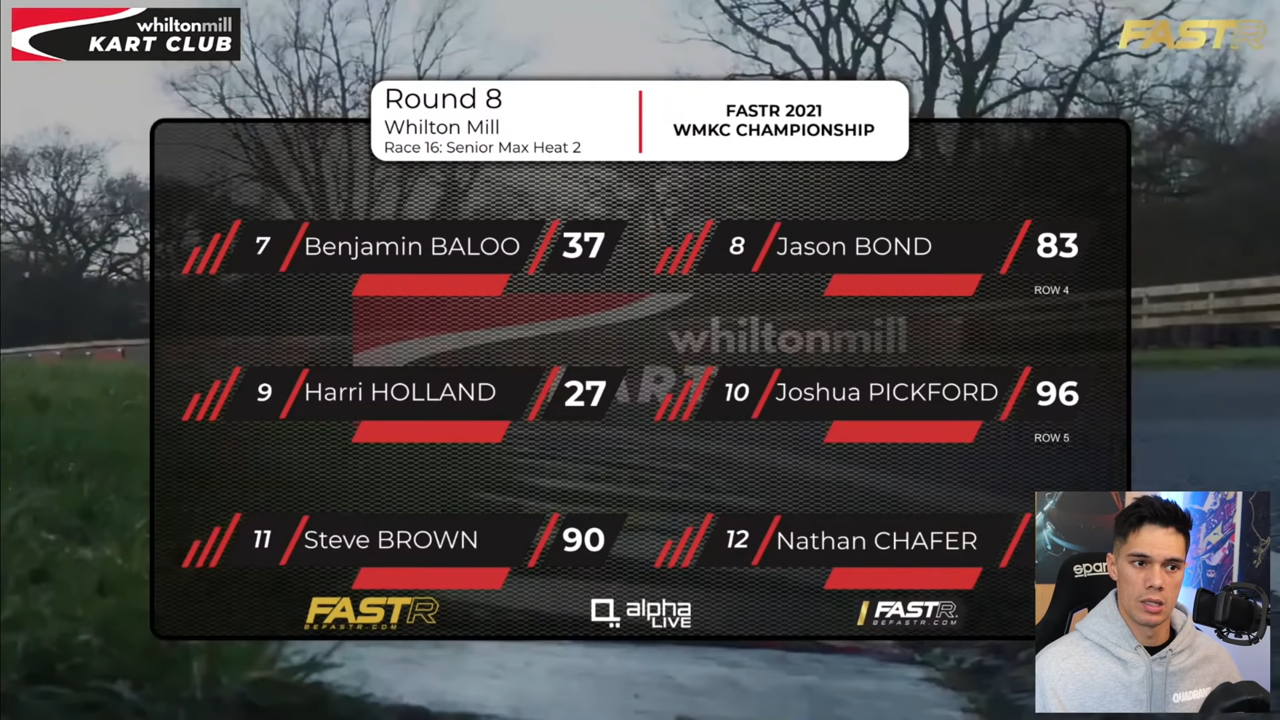 whiltonmill
KART CLUB
FASTR
Round 8
Whilton Mill
Race 16: Senior Max Heat 2
FASTR 2021
WMKC CHAMPIONSHIP
7 Benjamin BALOO 37
8 Jason BOND 83
ROW 4
whiltonmill
9 Harri HOLLAND 27
10 Joshua PICKFORD 96
ROW 5
11 Steve BROWN 90
12 Nathan CHAFER
FASTR
BEFASTR.COM
alpha
LIVE
FASTR
BEFASTR.COM